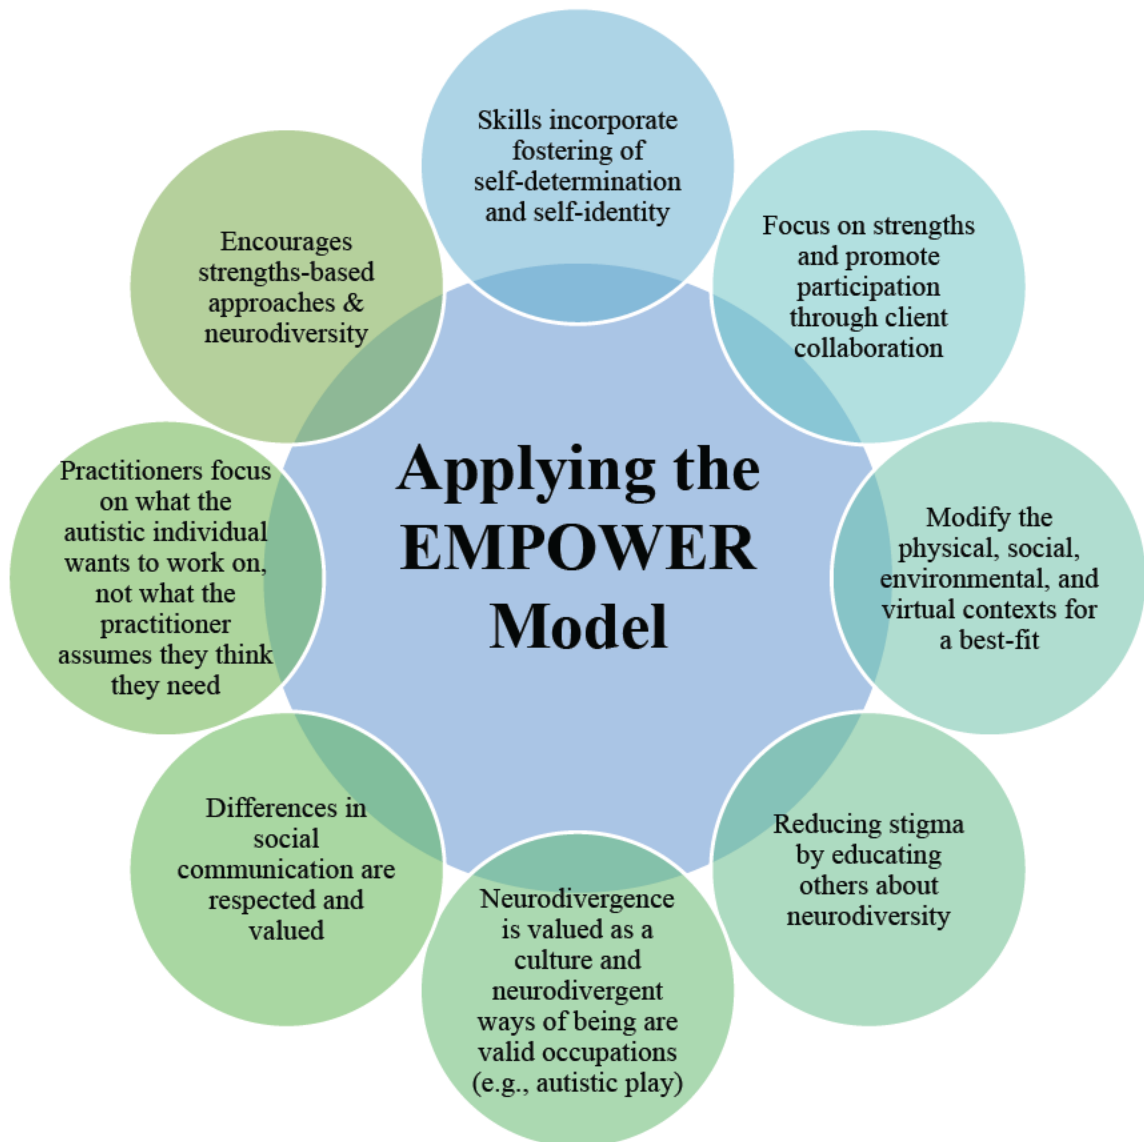 Applying the
EMPOWER
Model
Skills incorporate
fostering of
self-determination
and self-identity
Focus on strengths
and promote
participation
through client
collaboration
Modify the
physical, social,
environmental, and
virtual contexts for
a best-fit
Reducing stigma
by educating
others about
neurodiversity
Neurodivergence
is valued as a
culture and
neurodivergent
ways of being are
valid occupations
(e.g., autistic play)
Differences in
social
communication are
respected and
valued
Practitioners focus
on what the
autistic individual
wants to work on,
not what the
practitioner
assumes they think
they need
Encourages
strengths-based
approaches &
neurodiversity